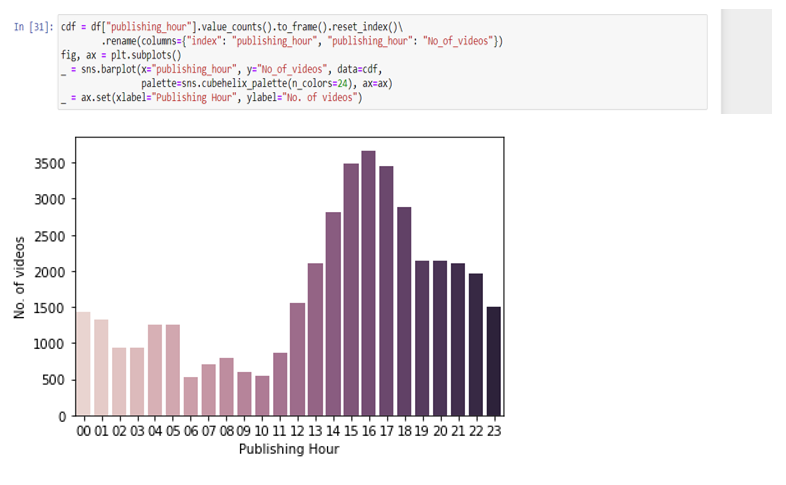 In [31]: cdf = df["publishing_hour"].value_counts().to_frame().reset_index()\
.rename(columns={"index": "publishing_hour", "publishing_hour": "No_of_videos"})
fig, ax = plt.subplots()
_ = sns.barplot(x="publishing_hour", y="No_of_videos", data=cdf,
palette=sns.cubehelix_palette(n_colors=24), ax=ax)
_ = ax.set(xlabel="Publishing Hour", ylabel="No. of videos")
3500
3000
2500
2000
1500
1000
500
0
No. of videos
00 01 02 03 04 05 06 07 08 09 10 11 12 13 14 15 16 17 18 19 20 21 22 23
Publishing Hour